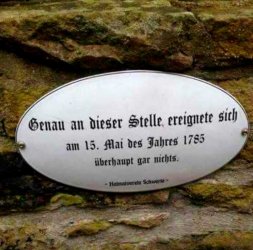 Genau an dieser Stelle, ereignete sich
am 15. Mai des Jahres 1785
überhaupt gar nichts.
- Heimatverein Schwerte -